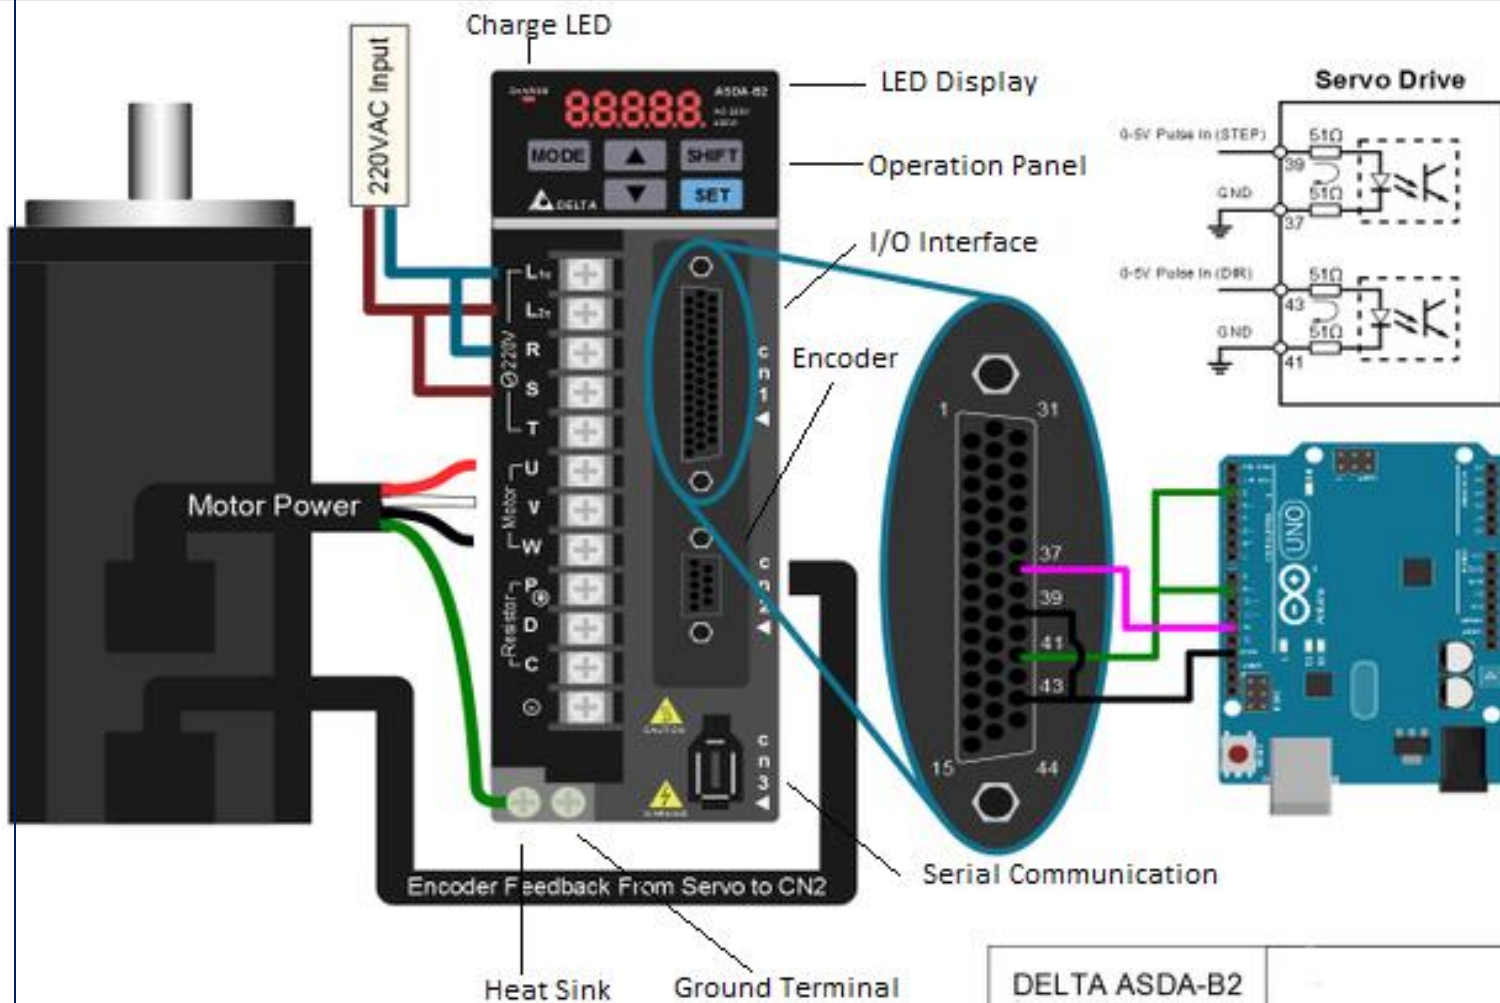 Charge LED
220VAC Input
CHARGE
88888
ASDA-B2
LED Display
MODE
SHIFT
SET
DELTA
Operation Panel
I/O Interface
L1c
L2c
R
S
T
220V
U
V
W
Motor
P
D
C
Resistor
cn1
cn2
cn3
Encoder
Motor Power
CAUTION
WARNING
Encoder Feedback From Servo to CN2
Heat Sink
Ground Terminal
Serial Communication
1
31
37
39
41
43
15
44
Servo Drive
0-5V Pulse In (STEP)
51Ω
39
GND
51Ω
37
0-5V Pulse In (DIR)
51Ω
43
GND
51Ω
41
UNO
DELTA ASDA-B2